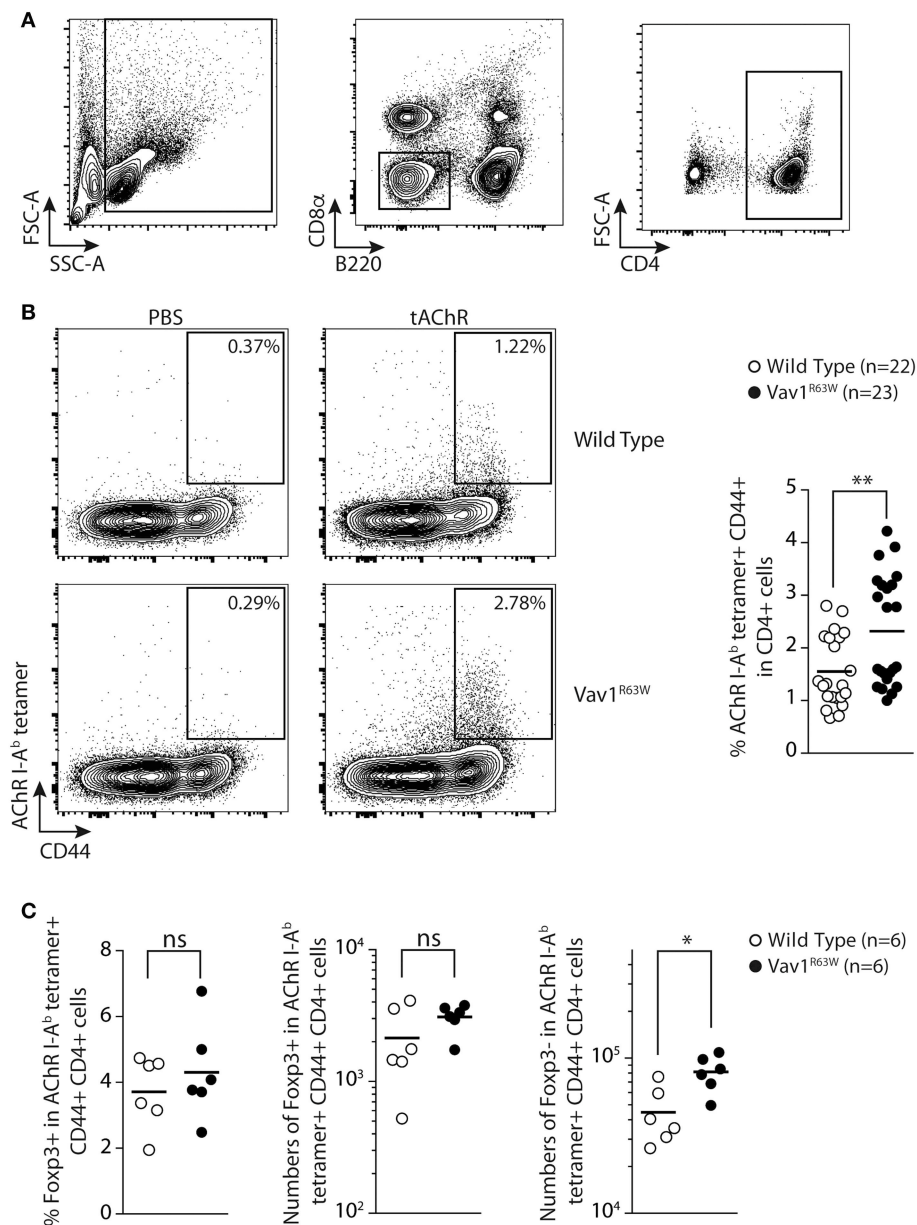 A
FSC-A
SSC-A
CD8α
B220
FSC-A
CD4
B
PBS
tAChR
0.37%
1.22%
Wild Type
0.29%
2.78%
Vav1R63W
AChR I-Ab tetamer
CD44
Wild Type (n=22)
Vav1R63W (n=23)
% AChR I-Ab tetramer+ CD44+
in CD4+ cells
5
4
3
2
1
0
**
C
% Foxp3+ in AChR I-Ab tetramer+
CD44+ CD4+ cells
8
6
4
2
0
ns
Numbers of Foxp3+ in AChR I-Ab
tetramer+ CD44+ CD4+ cells
104
103
102
ns
Numbers of Foxp3- in AChR I-Ab
tetramer+ CD44+ CD4+ cells
105
104
*
Wild Type (n=6)
Vav1R63W (n=6)